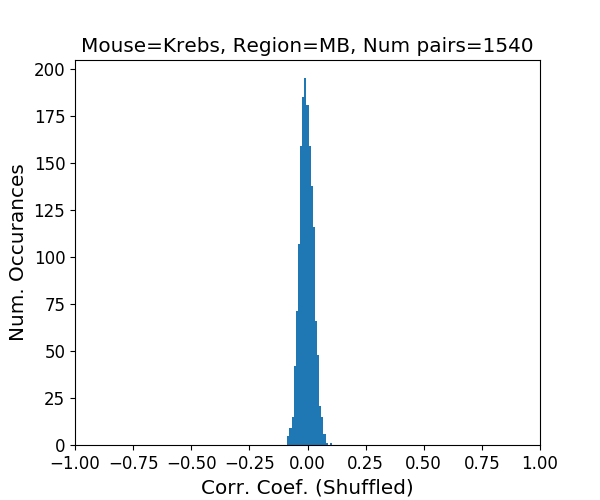 Mouse=Krebs, Region=MB, Num pairs=1540
Num. Occurances
200
175
150
125
100
75
50
25
0
−1.00 −0.75 −0.50 −0.25 0.00 0.25 0.50 0.75 1.00
Corr. Coef. (Shuffled)